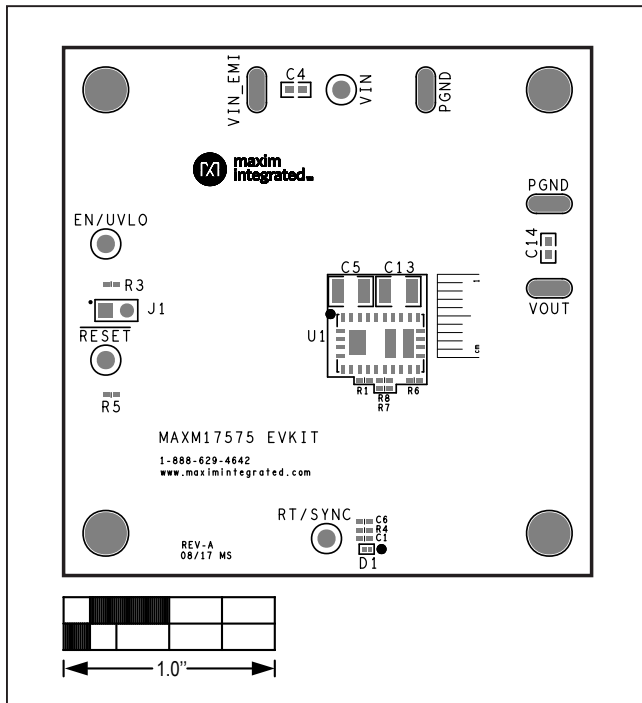 VIN_EMI
C4
VIN
PGND
maxim
integrated™
PGND
C14
VOUT
EN/UVLO
R3
J1
RESET
R5
C5 C13
U1
1
cm
R1 R8 R6
R7
MAXM17575 EVKIT
1-888-629-4642
www.maximintegrated.com
RT/SYNC
C6
R4
C1
D1
REV-A
08/17 MS
1.0”